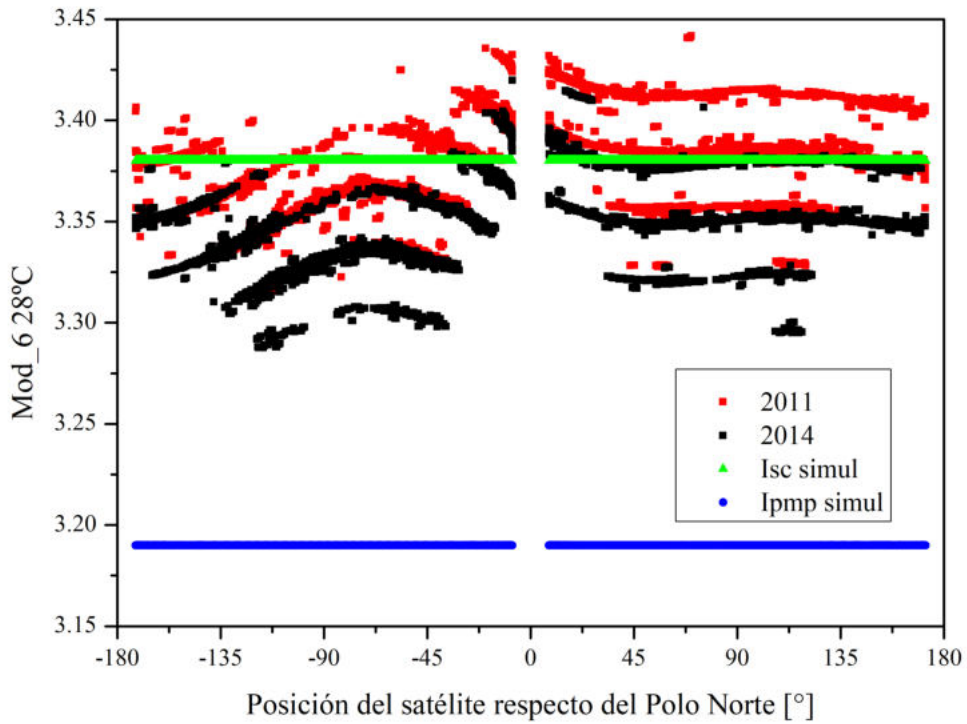 3.45
3.40
3.35
3.30
3.25
3.20
3.15
Mod_6 28ºC
2011
2014
Isc simul
Ipmp simul
-180 -135 -90 -45 0 45 90 135 180
Posición del satélite respecto del Polo Norte [°]